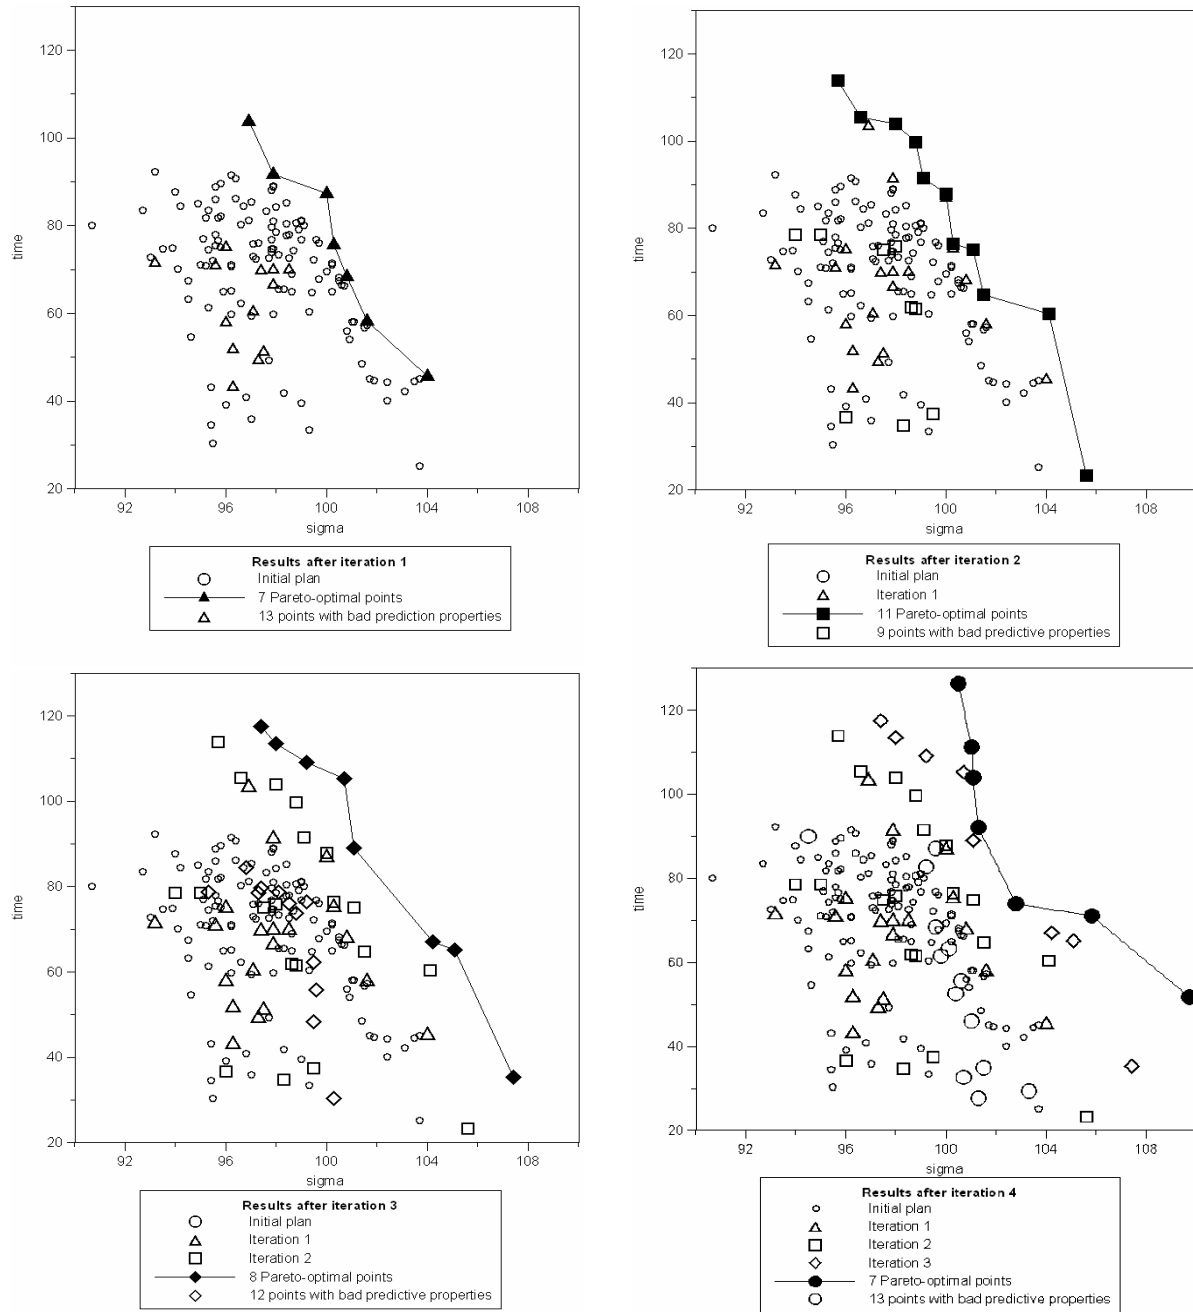 120
100
80
60
40
20
time
92
96
100
104
108
sigma
Results after iteration 1
Initial plan
7 Pareto-optimal points
13 points with bad prediction properties
120
100
80
60
40
20
time
92
96
100
104
108
sigma
Results after iteration 2
Initial plan
Iteration 1
11 Pareto-optimal points
9 points with bad predictive properties
120
100
80
60
40
20
time
92
96
100
104
108
sigma
Results after iteration 3
Initial plan
Iteration 1
Iteration 2
8 Pareto-optimal points
12 points with bad predictive properties
120
100
80
60
40
20
time
92
96
100
104
108
sigma
Results after iteration 4
Initial plan
Iteration 1
Iteration 2
Iteration 3
7 Pareto-optimal points
13 points with bad predictive properties